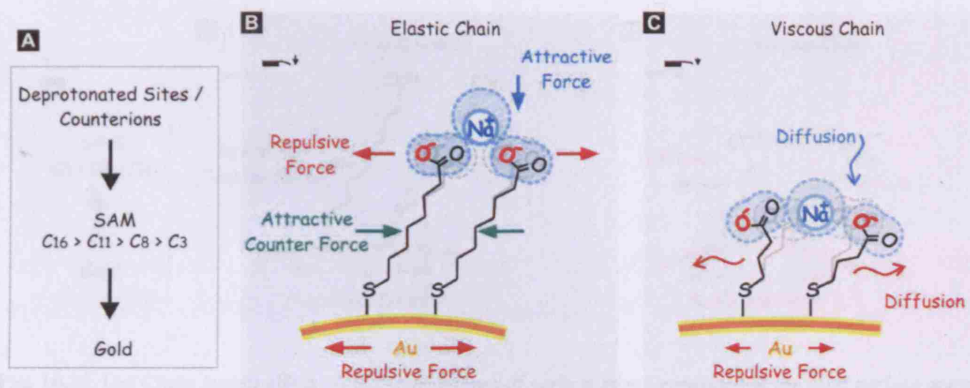 A
Deprotonated Sites /
Counterions
SAM
C16 > C11 > C8 > C3
Gold
B
Elastic Chain
Attractive
Force
Na+
O-
O
O-
O
Repulsive
Force
Attractive
Counter Force
S
S
Au
Repulsive Force
C
Viscous Chain
Diffusion
O-
O
Na+
O-
O
S
S
Diffusion
Au
Repulsive Force